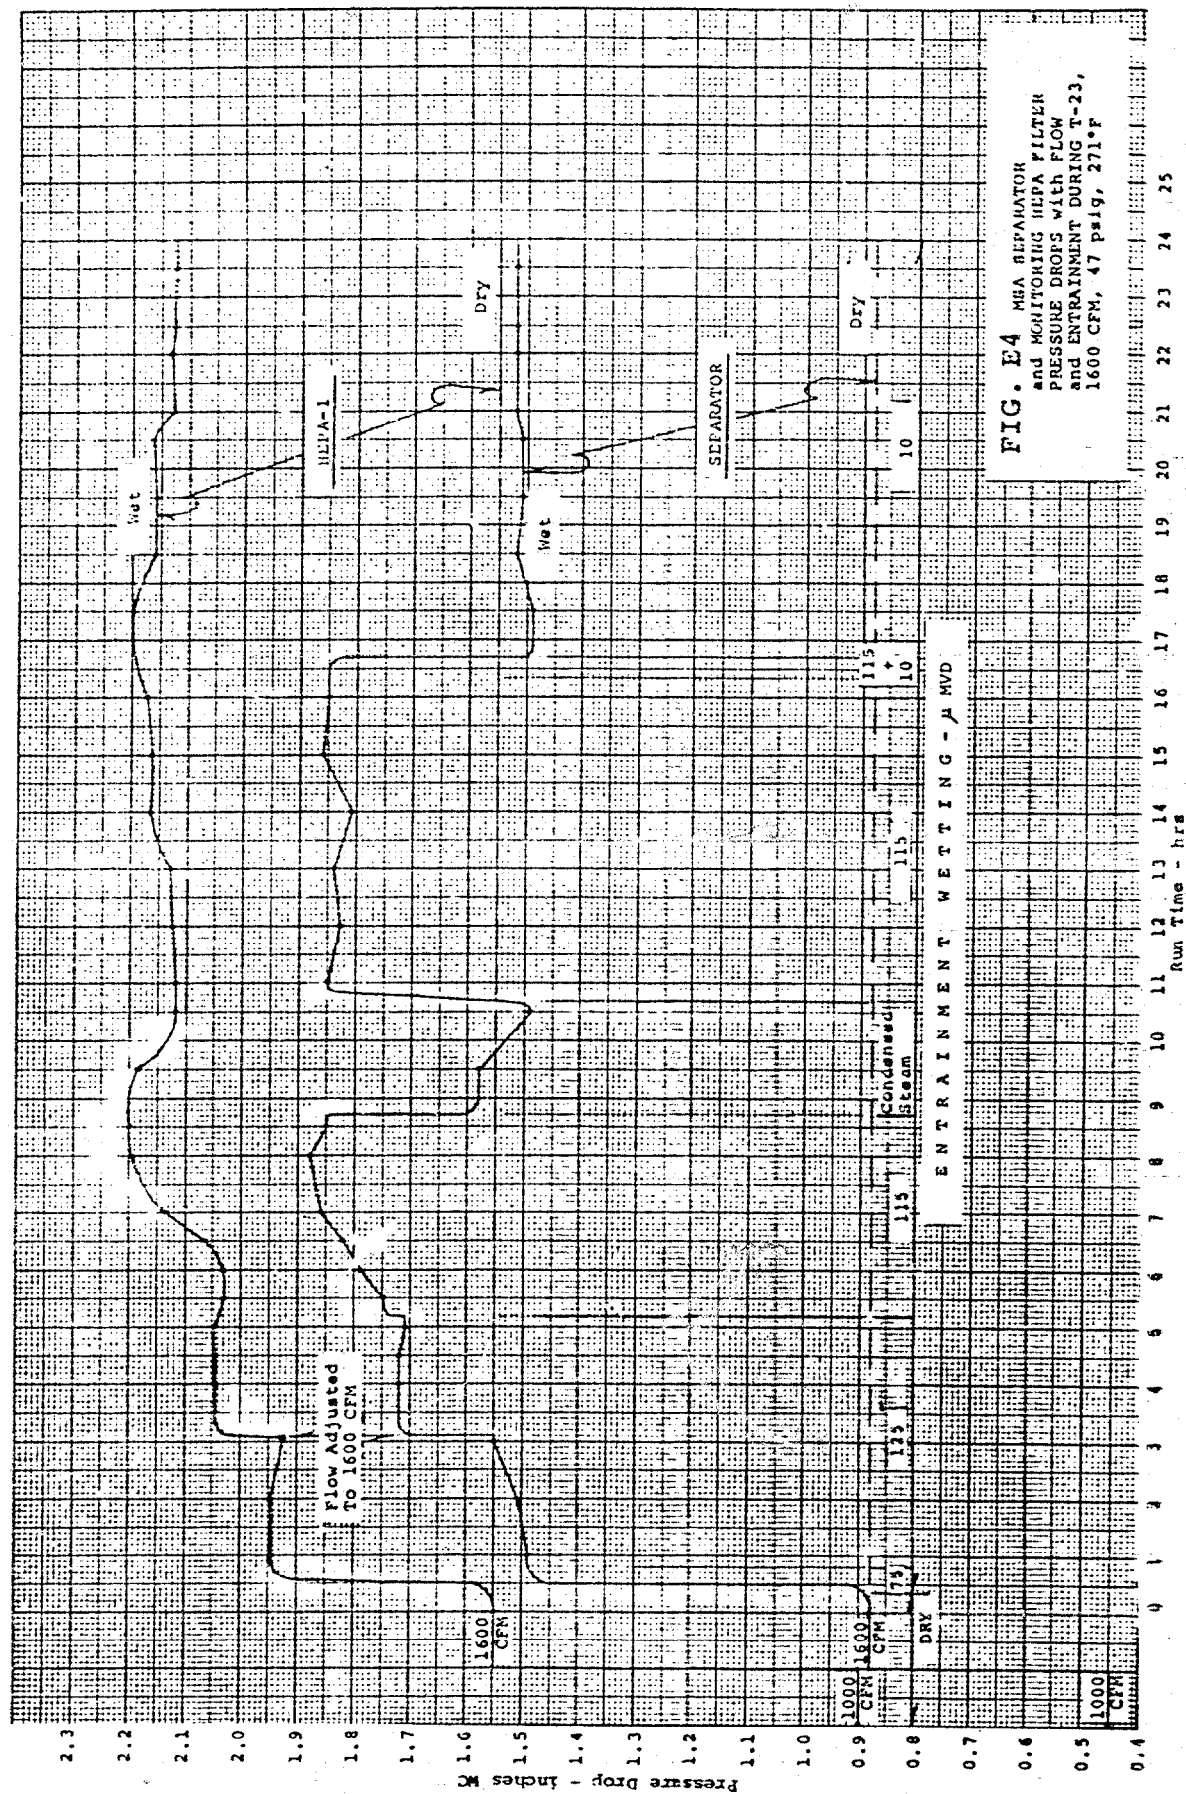 FIG. E4 MSA SEPARATOR
and MONITORING HEPA FILTER
PRESSURE DROPS with FLOW
and ENTRAINMENT DURING T-23,
1600 CFM, 47 psig, 271°F
Pressure Drop - inches WC
2.3
2.2
2.1
2.0
1.9
1.8
1.7
1.6
1.5
1.4
1.3
1.2
1.1
1.0
0.9
0.8
0.7
0.6
0.5
0.4
Wet
HEPA-1
Dry
Flow Adjusted
To 1600 CFM
1600
CFM
Wet
SEPARATOR
Dry
1000
CFM
1600
CFM
1000
CFM
DRY
75
125
115
Condensed
Steam
115
115
+
10
10
ENTRAINMENT WETTING - μ MVD
0 1 2 3 4 5 6 7 8 9 10 11 12 13 14 15 16 17 18 19 20 21 22 23 24 25
Run Time - hrs